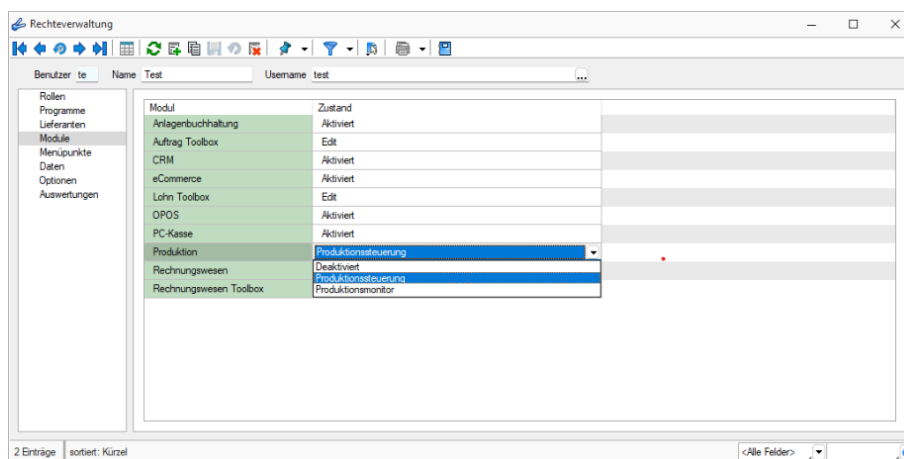 Rechteverwaltung
Benutzer te Name Test Username test ...
Rollen
Programme
Lieferanten
Module
Menüpunkte
Daten
Optionen
Auswertungen
Modul Zustand
Anlagenbuchhaltung Aktiviert
Auftrag Toolbox Edit
CRM Aktiviert
eCommerce Aktiviert
Lohn Toolbox Edit
OPOS Aktiviert
PC-Kasse Aktiviert
Produktion Produktionssteuerung
Rechnungswesen Deaktiviert
Produktionssteuerung
Rechnungswesen Toolbox Produktionsmonitor
2 Einträge sortiert: Kürzel <Alle Felder>